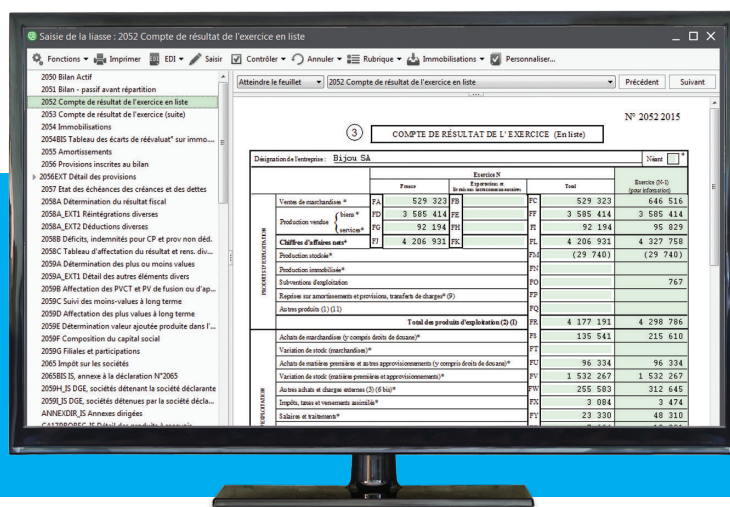 Saisie de la liasse : 2052 Compte de résultat de l'exercice en liste
Fonctions Imprimer EDI Saisir Contrôler Annuler Rubrique Immobilisations Personnaliser...
2050 Bilan Actif
2051 Bilan - passif avant répartition
2052 Compte de résultat de l'exercice en liste
2053 Compte de résultat de l'exercice (suite)
2054 Immobilisations
2054BIS Tableau des écarts de réévaluat° sur immo....
2055 Amortissements
2056 Provisions inscrites au bilan
2056EXT Détail des provisions
2057 Etat des échéances des créances et des dettes
2058A Détermination du résultat fiscal
2058A_EXT1 Réintégrations diverses
2058A_EXT2 Déductions diverses
2058B Déficits, indemnités pour CP et prov non déd.
2058C Tableau d'affectation du résultat et rens. div...
2059A Détermination des plus ou moins values
2059A_EXT1 Détail des autres éléments divers
2059B Affectation des PVCT et PV de fusion ou d'ap...
2059C Suivi des moins-values à long terme
2059D Affectation des plus values à long terme
2059E Détermination valeur ajoutée produite dans l'...
2059F Composition du capital social
2059G Filiales et participations
2065 Impôt sur les sociétés
2065BIS IS, annexe à la déclaration N°2065
2059H_IS DGE, sociétés détenant la société déclarante
2059I_IS DGE, sociétés détenues par la société décla...
ANNEXDIR_IS Annexes dirigées
Atteindre le feuillet 2052 Compte de résultat de l'exercice en liste Précédent Suivant
N° 2052 2015
3 COMPTE DE RÉSULTAT DE L'EXERCICE (En liste)
Désignation de l'entreprise : Bijou SA Néant *
Exercice N
France Exportations et livraisons intracommunautaires Total Exercice (N-1) (pour information)
PRODUITS D'EXPLOITATION
Ventes de marchandises * FA 529 323 FB FC 529 323 646 516
Production vendue { biens * FD 3 585 414 FE FF 3 585 414 3 585 414
services * FG 92 194 FH FI 92 194 95 829
Chiffres d'affaires nets* FJ 4 206 931 FK FL 4 206 931 4 327 758
Production stockée* FM (29 740) (29 740)
Production immobilisée* FN
Subventions d'exploitation FO 767
Reprises sur amortissements et provisions, transferts de charges* (9) FP
Autres produits (1) (11) FQ
Total des produits d'exploitation (2) (I) FR 4 177 191 4 298 786
Achats de marchandises (y compris droits de douane)* FS 135 541 215 610
Variation de stock (marchandises)* FT
Achats de matières premières et autres approvisionnements (y compris droits de douane)* FU 96 334 96 334
Variation de stock (matières premières et approvisionnements)* FV 1 532 267 1 532 267
Autres achats et charges externes (3) (6 bis)* FW 255 583 312 645
Impôts, taxes et versements assimilés* FX 3 084 3 474
Salaires et traitements* FY 23 330 48 310